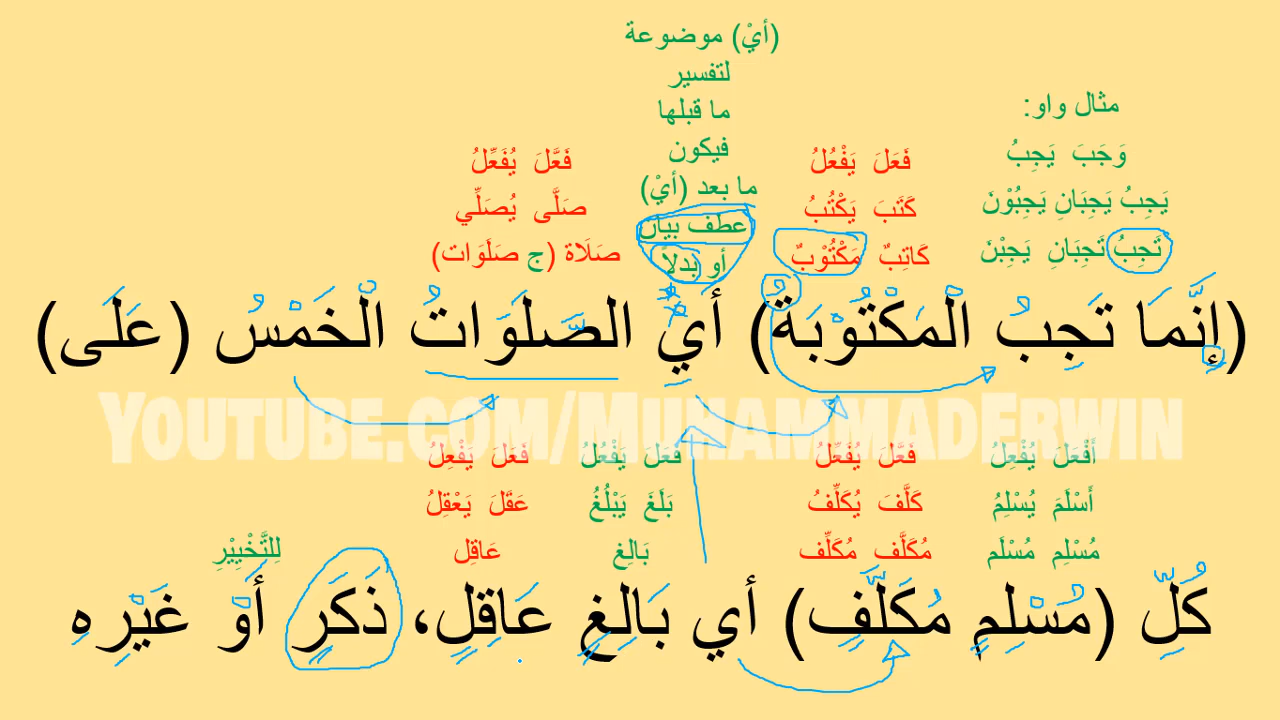 (أيْ) موضوعة
لتفسير
ما قبلها
فيكون
ما بعد (أيْ)
عطف بيان
أو بدلاً
مثال واو:
وَجَبَ يَجِبُ
يَجِبُ يَجِبَانِ يَجِبُوْنَ
تَجِبُ تَجِبَانِ يَجِبْنَ
فَعَلَ يَفْعُلُ
كَتَبَ يَكْتُبُ
كَاتِبٌ مَكْتُوْبٌ
فَعَّلَ يُفَعِّلُ
صَلَّى يُصَلِّي
صَلَاة (ج صَلَوَات)
(إِنَّمَا تَجِبُ الْمَكْتُوْبَةُ) أي الصَّلَوَاتُ الْخَمْسُ (عَلَى)
YOUTUBE.COM/MUHAMMADERWIN
أَفْعَلَ يُفْعِلُ
أَسْلَمَ يُسْلِمُ
مُسْلِم مُسْلَم
فَعَّلَ يُفَعِّلُ
كَلَّفَ يُكَلِّفُ
مُكَلَّف مُكَلِّف
فَعَلَ يَفْعُلُ
بَلَغَ يَبْلُغُ
بَالِغ
فَعَلَ يَفْعِلُ
عَقَلَ يَعْقِلُ
عَاقِل
لِلتَّخْيِيْرِ
كُلِّ (مُسْلِمٍ مُكَلَّفٍ) أي بَالِغٍ عَاقِلٍ، ذَكَرٍ أَوْ غَيْرِهِ